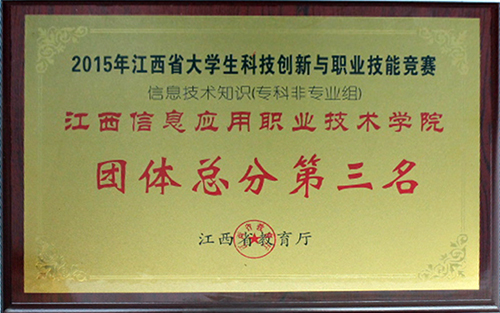 2015年江西省大学生科技创新与职业技能竞赛
信息技术知识(专科非专业组)
江西信息应用职业技术学院
团体总分第三名
江西省教育厅